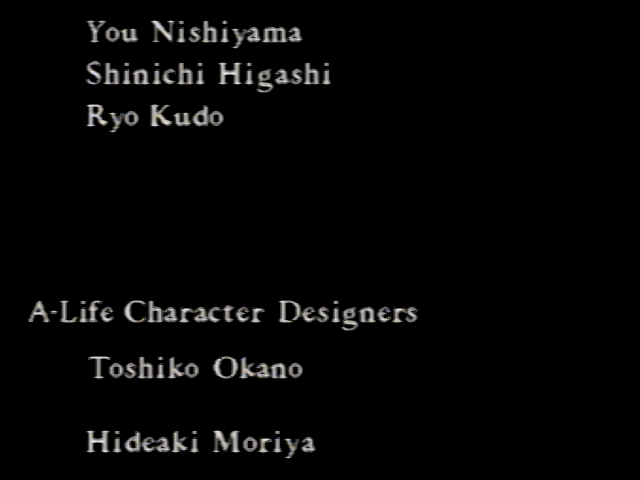 You Nishiyama
Shinichi Higashi
Ryo Kudo
A-Life Character Designers
Toshiko Okano
Hideaki Moriya